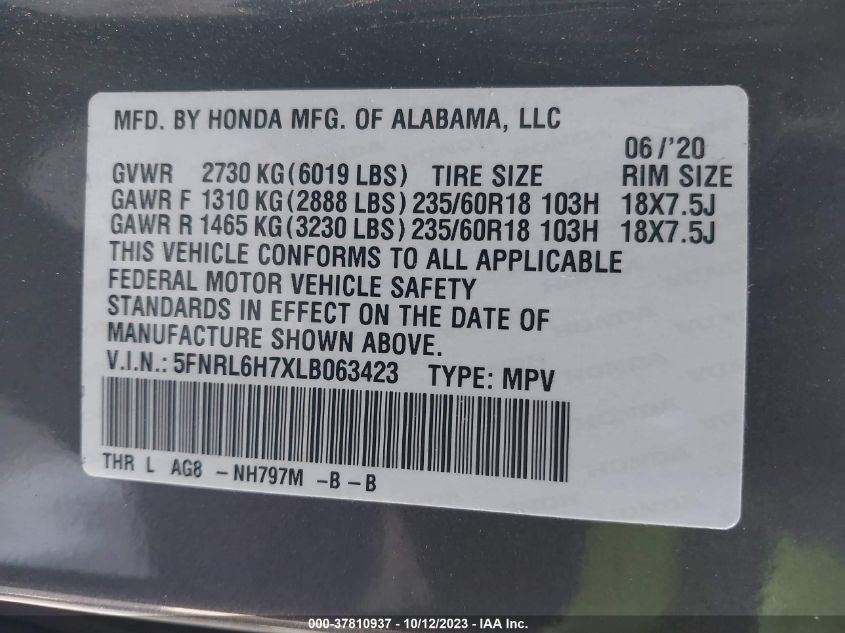 MFD. BY HONDA MFG. OF ALABAMA, LLC
06/'20
GVWR 2730 KG(6019 LBS) TIRE SIZE RIM SIZE
GAWR F 1310 KG(2888 LBS) 235/60R18 103H 18X7.5J
GAWR R 1465 KG(3230 LBS) 235/60R18 103H 18X7.5J
THIS VEHICLE CONFORMS TO ALL APPLICABLE
FEDERAL MOTOR VEHICLE SAFETY
STANDARDS IN EFFECT ON THE DATE OF
MANUFACTURE SHOWN ABOVE.
V.I.N.: 5FNRL6H7XLB063423 TYPE: MPV
THR L AG8 -NH797M -B-B
000-37810937 - 10/12/2023 - IAA Inc.